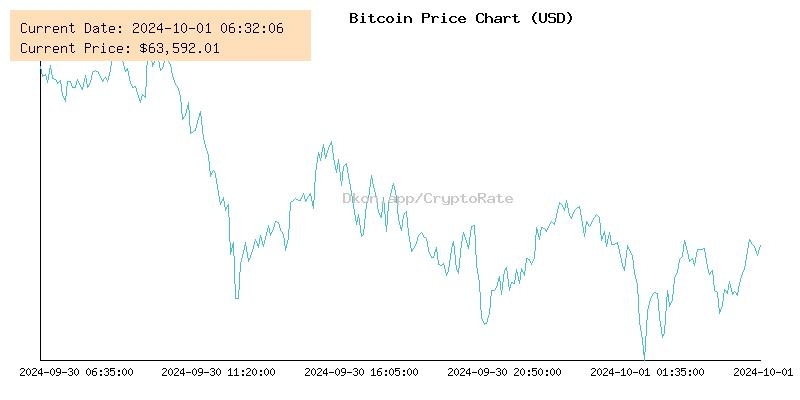 Bitcoin Price Chart (USD)
Current Date: 2024-10-01 06:32:06
Current Price: $63,592.01
Dkon.app/CryptoRate
2024-09-30 06:35:00 2024-09-30 11:20:00 2024-09-30 16:05:00 2024-09-30 20:50:00 2024-10-01 01:35:00 2024-10-01